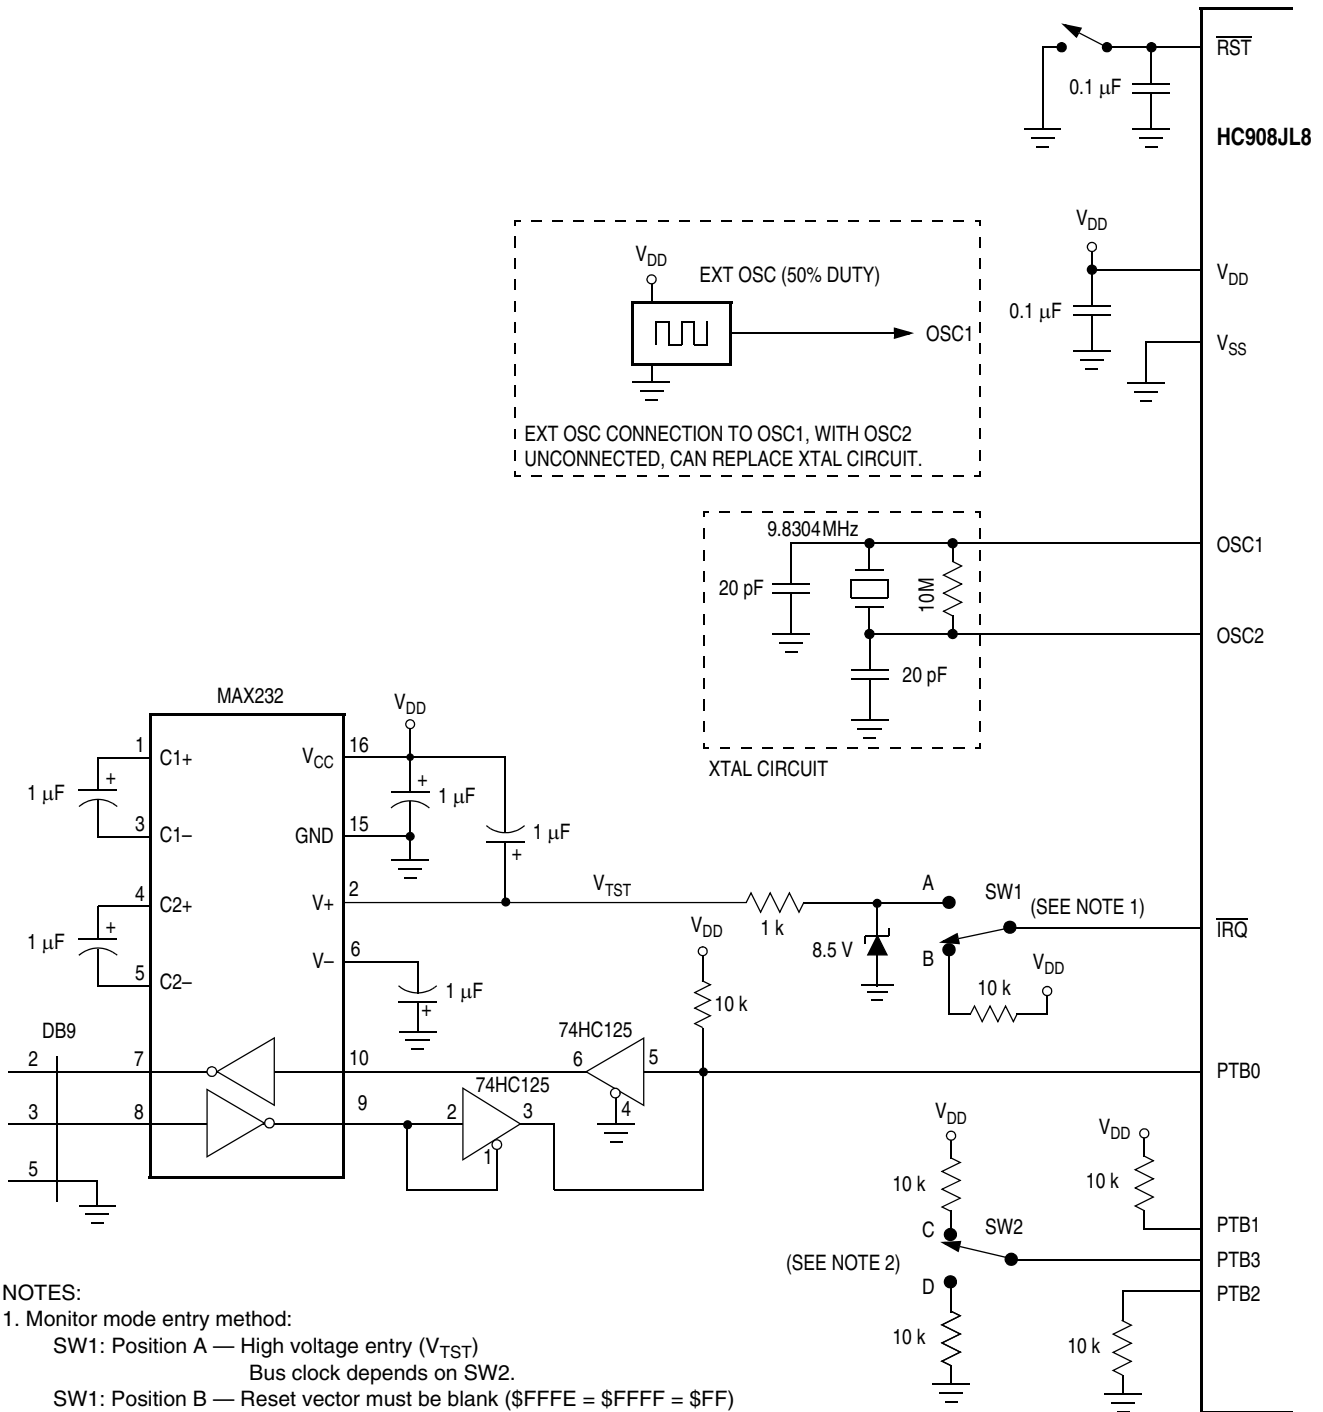 RST
0.1 µF
HC908JL8
VDD
VDD
EXT OSC (50% DUTY)
VDD
0.1 µF
OSC1
VSS
EXT OSC CONNECTION TO OSC1, WITH OSC2
UNCONNECTED, CAN REPLACE XTAL CIRCUIT.
9.8304MHz
OSC1
20 pF
10M
OSC2
20 pF
XTAL CIRCUIT
MAX232
VDD
1
C1+
VCC
16
1 µF
+
+
1 µF
3
C1–
GND
15
1 µF
+
4
C2+
V+
2
VTST
1 k
A
SW1
(SEE NOTE 1)
IRQ
1 µF
+
VDD
8.5 V
B
VDD
V–
6
5
C2–
1 µF
+
10 k
10 k
DB9
74HC125
2
7
10
6
5
4
PTB0
74HC125
3
8
9
2
3
1
5
VDD
VDD
10 k
10 k
C
SW2
PTB1
(SEE NOTE 2)
PTB3
D
PTB2
10 k
10 k
NOTES:
1. Monitor mode entry method:
SW1: Position A — High voltage entry (VTST)
Bus clock depends on SW2.
SW1: Position B — Reset vector must be blank ($FFFE = $FFFF = $FF)